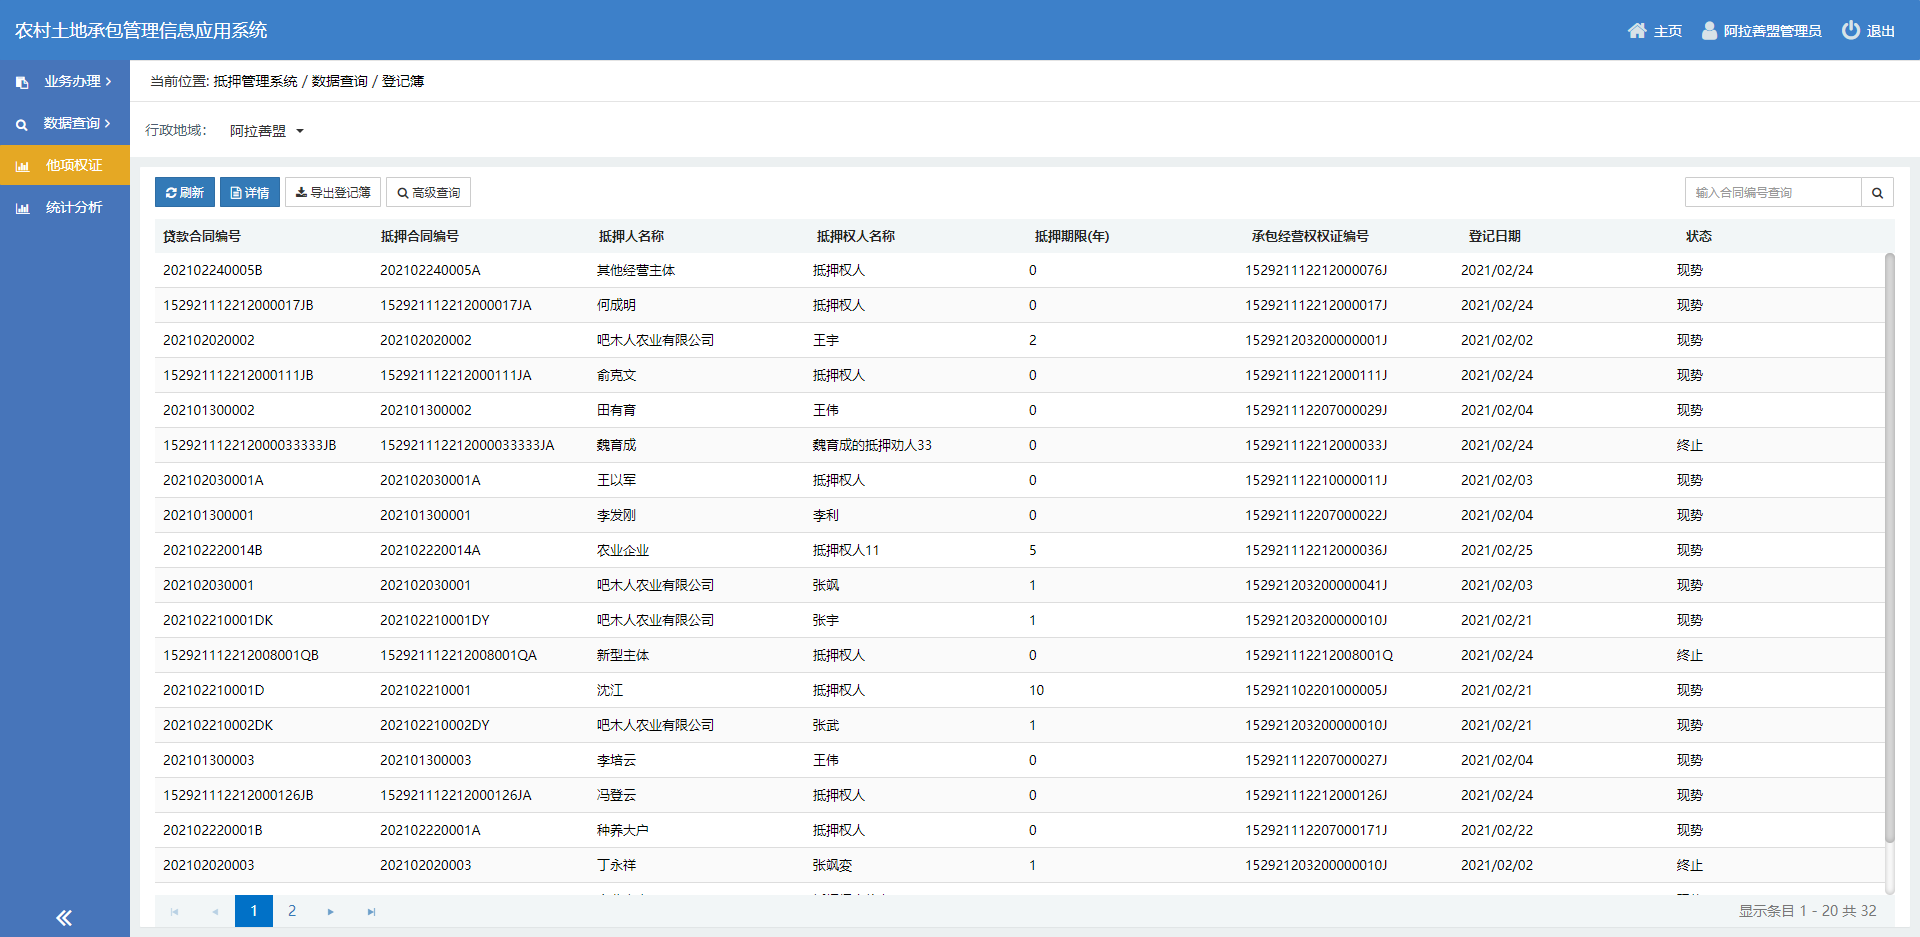 农村土地承包管理信息应用系统
主页 阿拉善盟管理员 退出
业务办理
数据查询
他项权证
统计分析
当前位置: 抵押管理系统 / 数据查询 / 登记簿
行政地域: 阿拉善盟
刷新 详情 导出登记簿 高级查询 输入合同编号查询
贷款合同编号 抵押合同编号 抵押人名称 抵押权人名称 抵押期限(年) 承包经营权权证编号 登记日期 状态
202102240005B 202102240005A 其他经营主体 抵押权人 0 152921112212000076J 2021/02/24 现势
152921112212000017JB 152921112212000017JA 何成明 抵押权人 0 152921112212000017J 2021/02/24 现势
202102020002 202102020002 吧木人农业有限公司 王宇 2 152921203200000001J 2021/02/02 现势
152921112212000111JB 152921112212000111JA 俞克文 抵押权人 0 152921112212000111J 2021/02/24 现势
202101300002 202101300002 田有育 王伟 0 152921112207000029J 2021/02/04 现势
152921112212000033333JB 152921112212000033333JA 魏育成 魏育成的抵押劝人33 0 152921112212000033J 2021/02/24 终止
202102030001A 202102030001A 王以军 抵押权人 0 152921112210000011J 2021/02/03 现势
202101300001 202101300001 李发刚 李利 0 152921112207000022J 2021/02/04 现势
202102220014B 202102220014A 农业企业 抵押权人11 5 152921112212000036J 2021/02/25 现势
202102030001 202102030001 吧木人农业有限公司 张飒 1 152921203200000041J 2021/02/03 现势
202102210001DK 202102210001DY 吧木人农业有限公司 张宇 1 152921203200000010J 2021/02/21 现势
152921112212008001QB 152921112212008001QA 新型主体 抵押权人 0 152921112212008001Q 2021/02/24 终止
202102210001D 202102210001 沈江 抵押权人 10 152921102201000005J 2021/02/21 现势
202102210002DK 202102210002DY 吧木人农业有限公司 张武 1 152921203200000010J 2021/02/21 现势
202101300003 202101300003 李培云 王伟 0 152921112207000027J 2021/02/04 现势
152921112212000126JB 152921112212000126JA 冯登云 抵押权人 0 152921112212000126J 2021/02/24 现势
202102220001B 202102220001A 种养大户 抵押权人 0 152921112207000171J 2021/02/22 现势
202102020003 202102020003 丁永祥 张飒变 1 152921203200000010J 2021/02/02 终止
1 2 显示条目 1 - 20 共 32